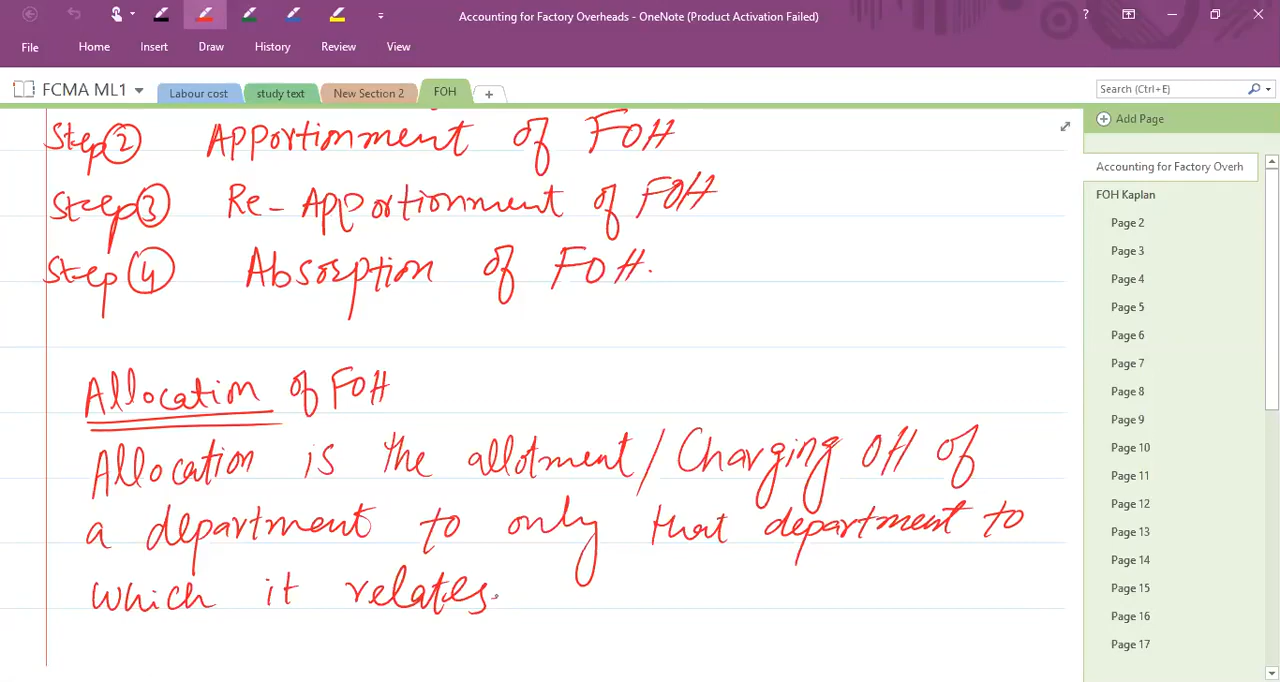 Accounting for Factory Overheads - OneNote (Product Activation Failed)
?
File Home Insert Draw History Review View
FCMA ML1 Labour cost study text New Section 2 FOH
Search (Ctrl+E)
Add Page
Accounting for Factory Overh
FOH Kaplan
Page 2
Page 3
Page 4
Page 5
Page 6
Page 7
Page 8
Page 9
Page 10
Page 11
Page 12
Page 13
Page 14
Page 15
Page 16
Page 17
Step 2 Apportionment of FOH
Step 3 Re-Apportionment of FOH
Step 4 Absorption of FOH.
Allocation of FOH
Allocation is the allotment/Charging OH of
a department to only that department to
which it relates.